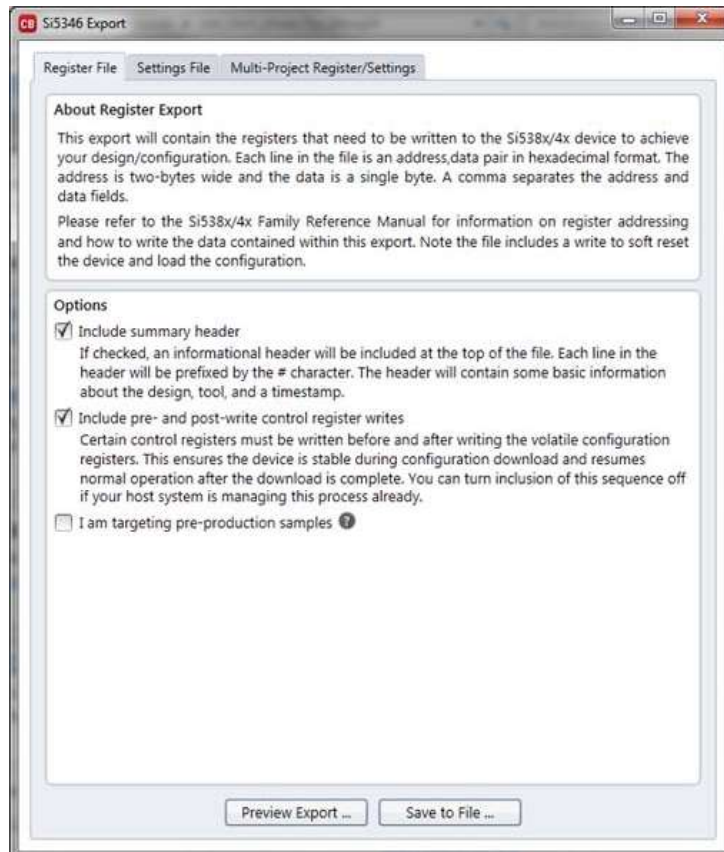 CB Si5346 Export
Register File Settings File Multi-Project Register/Settings
About Register Export
This export will contain the registers that need to be written to the Si538x/4x device to achieve
your design/configuration. Each line in the file is an address,data pair in hexadecimal format. The
address is two-bytes wide and the data is a single byte. A comma separates the address and
data fields.
Please refer to the Si538x/4x Family Reference Manual for information on register addressing
and how to write the data contained within this export. Note the file includes a write to soft reset
the device and load the configuration.
Options
Include summary header
If checked, an informational header will be included at the top of the file. Each line in the
header will be prefixed by the # character. The header will contain some basic information
about the design, tool, and a timestamp.
Include pre- and post-write control register writes
Certain control registers must be written before and after writing the volatile configuration
registers. This ensures the device is stable during configuration download and resumes
normal operation after the download is complete. You can turn inclusion of this sequence off
if your host system is managing this process already.
I am targeting pre-production samples ?
Preview Export ... Save to File ...